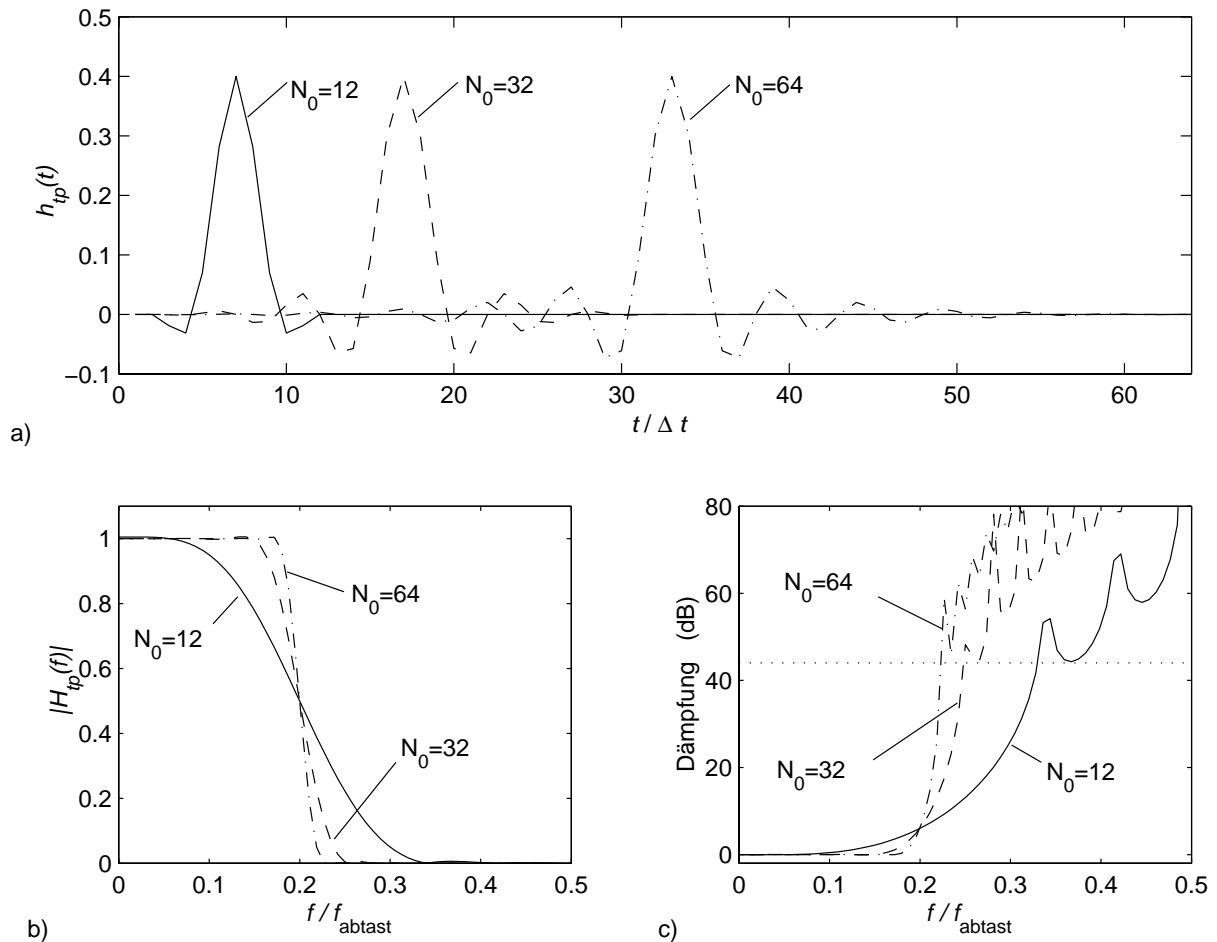 0.5
0.4
0.3
0.2
0.1
0
−0.1
h_tp(t)
N_0=12
N_0=32
N_0=64
0 10 20 30 40 50 60
t / Δ t
a)
1
0.8
0.6
0.4
0.2
0
|H_tp(f)|
N_0=64
N_0=12
N_0=32
0 0.1 0.2 0.3 0.4 0.5
f / f_abtast
b)
80
60
40
20
0
Dämpfung (dB)
N_0=64
N_0=32
N_0=12
0 0.1 0.2 0.3 0.4 0.5
f / f_abtast
c)